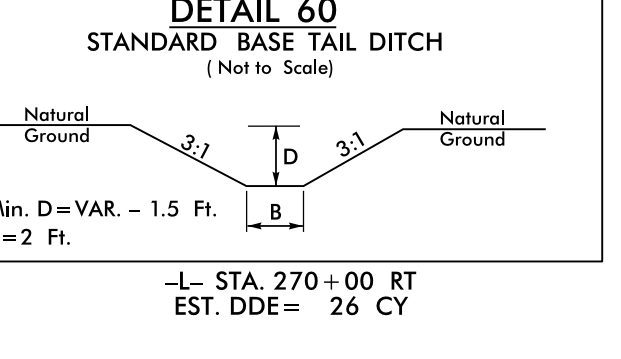 DETAIL 60
STANDARD BASE TAIL DITCH
( Not to Scale)
Natural
Ground
3:1
D
3:1
Natural
Ground
D=VAR. – 1.5 Ft.
B
=2 Ft.
–L– STA. 270+00 RT
EST. DDE= 26 CY